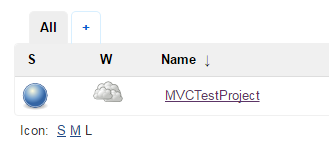 All +
S W Name ↓
MVCTestProject
Icon: S M L